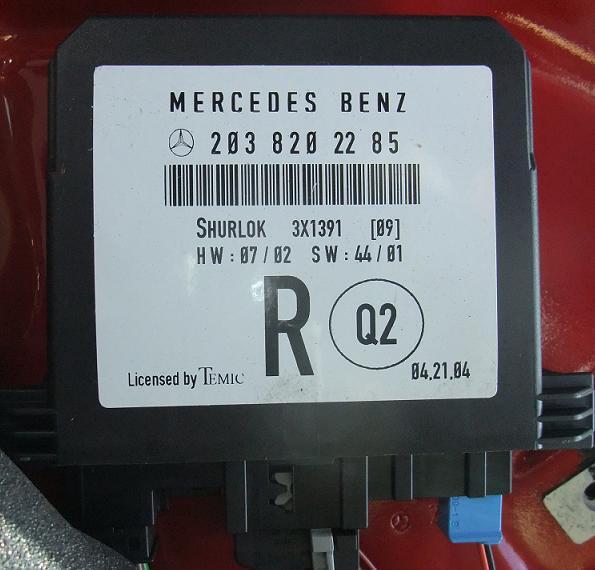 MERCEDES BENZ
203 820 22 85
SHURLOK 3X1391 [09]
HW: 07/02 SW: 44/01
R Q2
Licensed by TEMIC 04.21.04